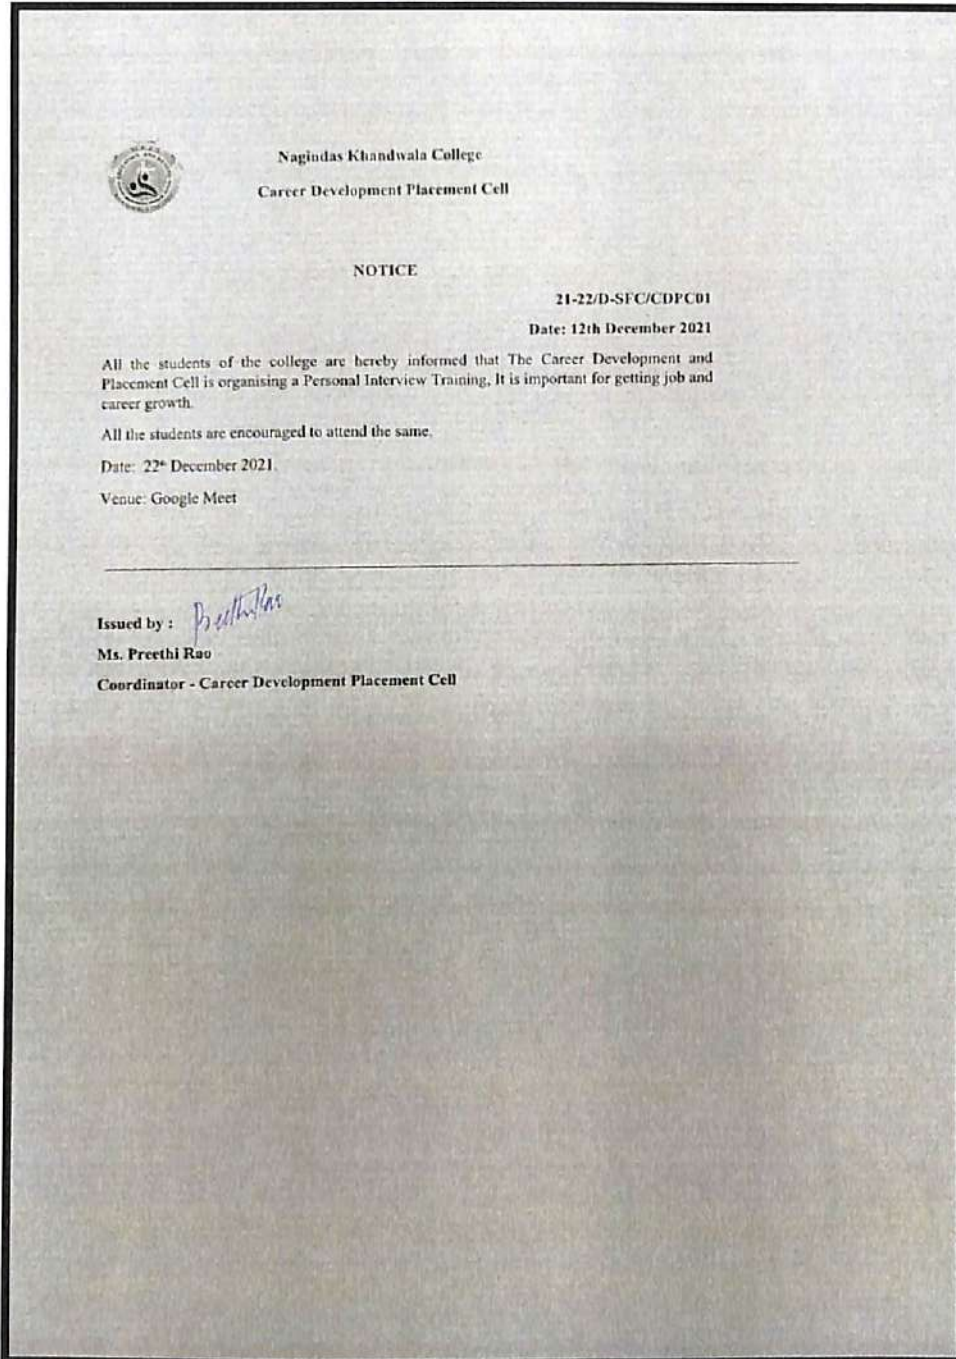 Nagindas Khandwala College
Career Development Placement Cell
NOTICE
21-22/D-SFC/CDPC01
Date: 12th December 2021
All the students of the college are hereby informed that The Career Development and
Placement Cell is organising a Personal Interview Training, It is important for getting job and
career growth.
All the students are encouraged to attend the same.
Date: 22ⁿᵈ December 2021.
Venue: Google Meet
Issued by : Preethi Rao
Ms. Preethi Rao
Coordinator - Career Development Placement Cell